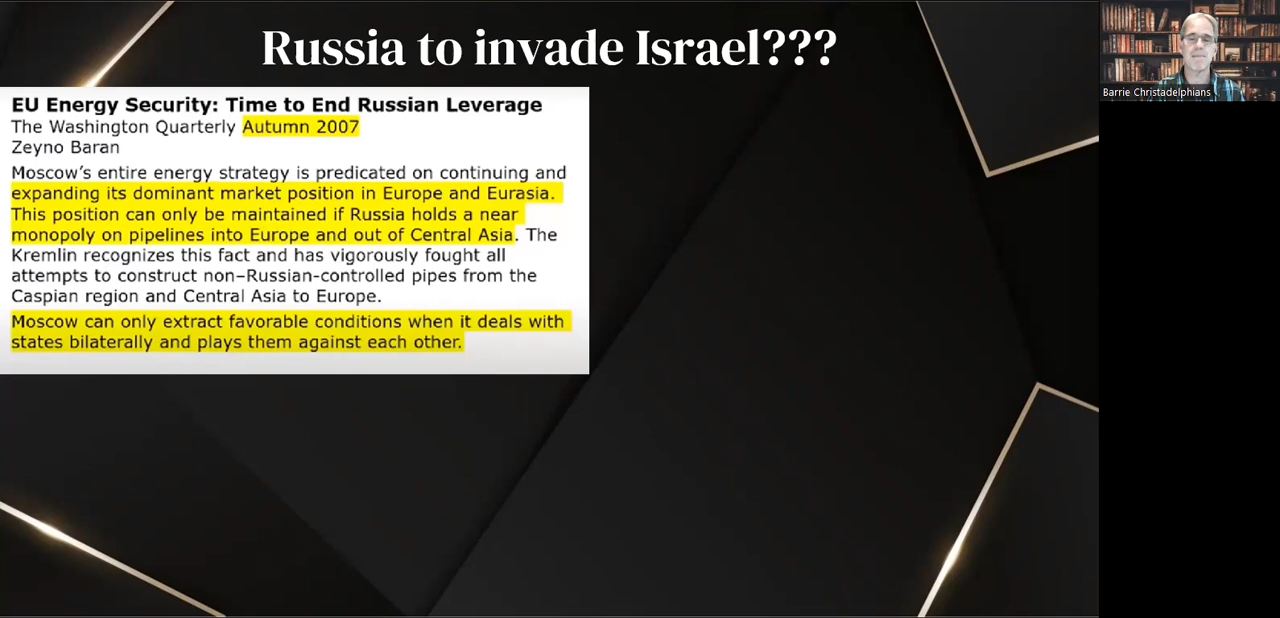 Russia to invade Israel???
EU Energy Security: Time to End Russian Leverage
The Washington Quarterly Autumn 2007
Zeyno Baran
Moscow's entire energy strategy is predicated on continuing and
expanding its dominant market position in Europe and Eurasia.
This position can only be maintained if Russia holds a near
monopoly on pipelines into Europe and out of Central Asia. The
Kremlin recognizes this fact and has vigorously fought all
attempts to construct non–Russian-controlled pipes from the
Caspian region and Central Asia to Europe.
Moscow can only extract favorable conditions when it deals with
states bilaterally and plays them against each other.
Barrie Christadelphians